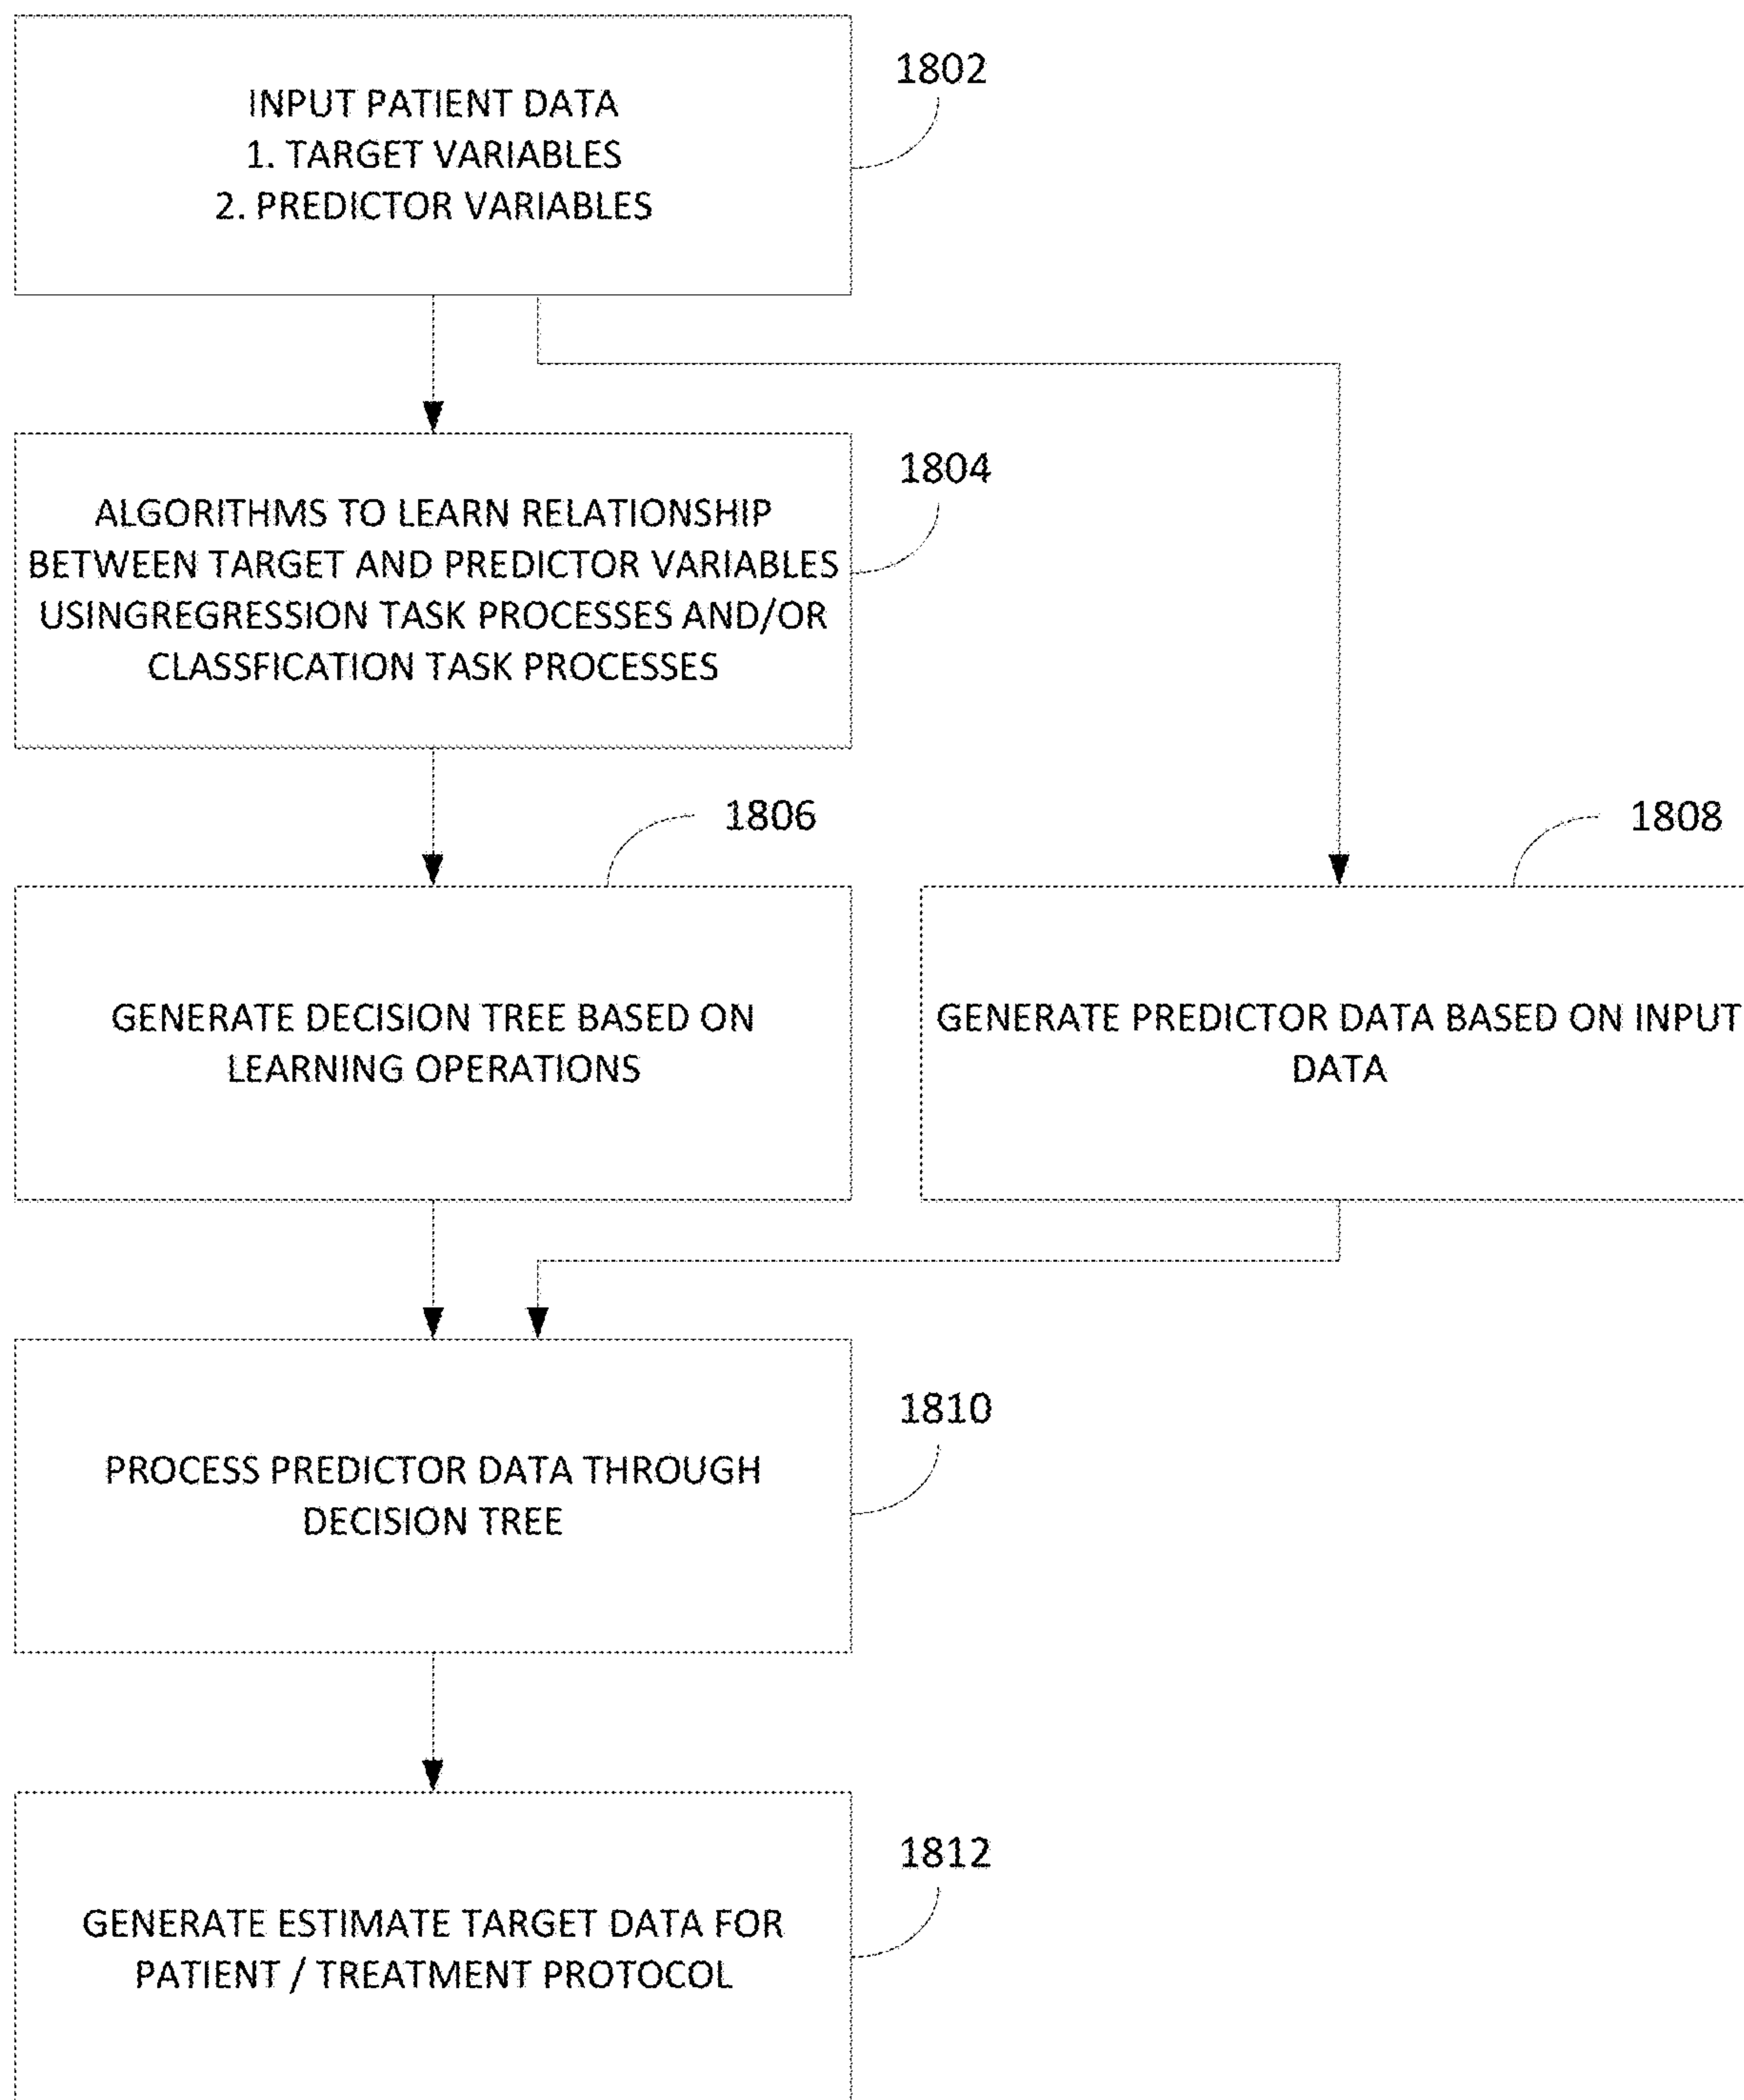 1802
INPUT PATIENT DATA
1. TARGET VARIABLES
2. PREDICTOR VARIABLES
1804
ALGORITHMS TO LEARN RELATIONSHIP
BETWEEN TARGET AND PREDICTOR VARIABLES
USINGREGRESSION TASK PROCESSES AND/OR
CLASSFICATION TASK PROCESSES
1806
GENERATE DECISION TREE BASED ON
LEARNING OPERATIONS
1808
GENERATE PREDICTOR DATA BASED ON INPUT
DATA
1810
PROCESS PREDICTOR DATA THROUGH
DECISION TREE
1812
GENERATE ESTIMATE TARGET DATA FOR
PATIENT / TREATMENT PROTOCOL